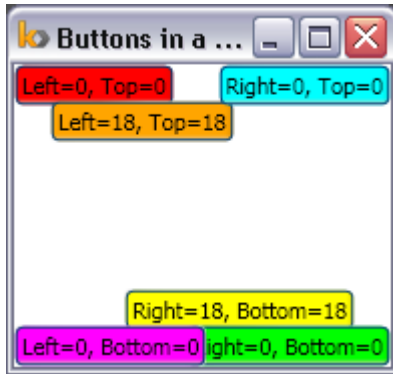 Buttons in a ...
Left=0, Top=0 Right=0, Top=0
Left=18, Top=18
Right=18, Bottom=18
Left=0, Bottom=0 ight=0, Bottom=0